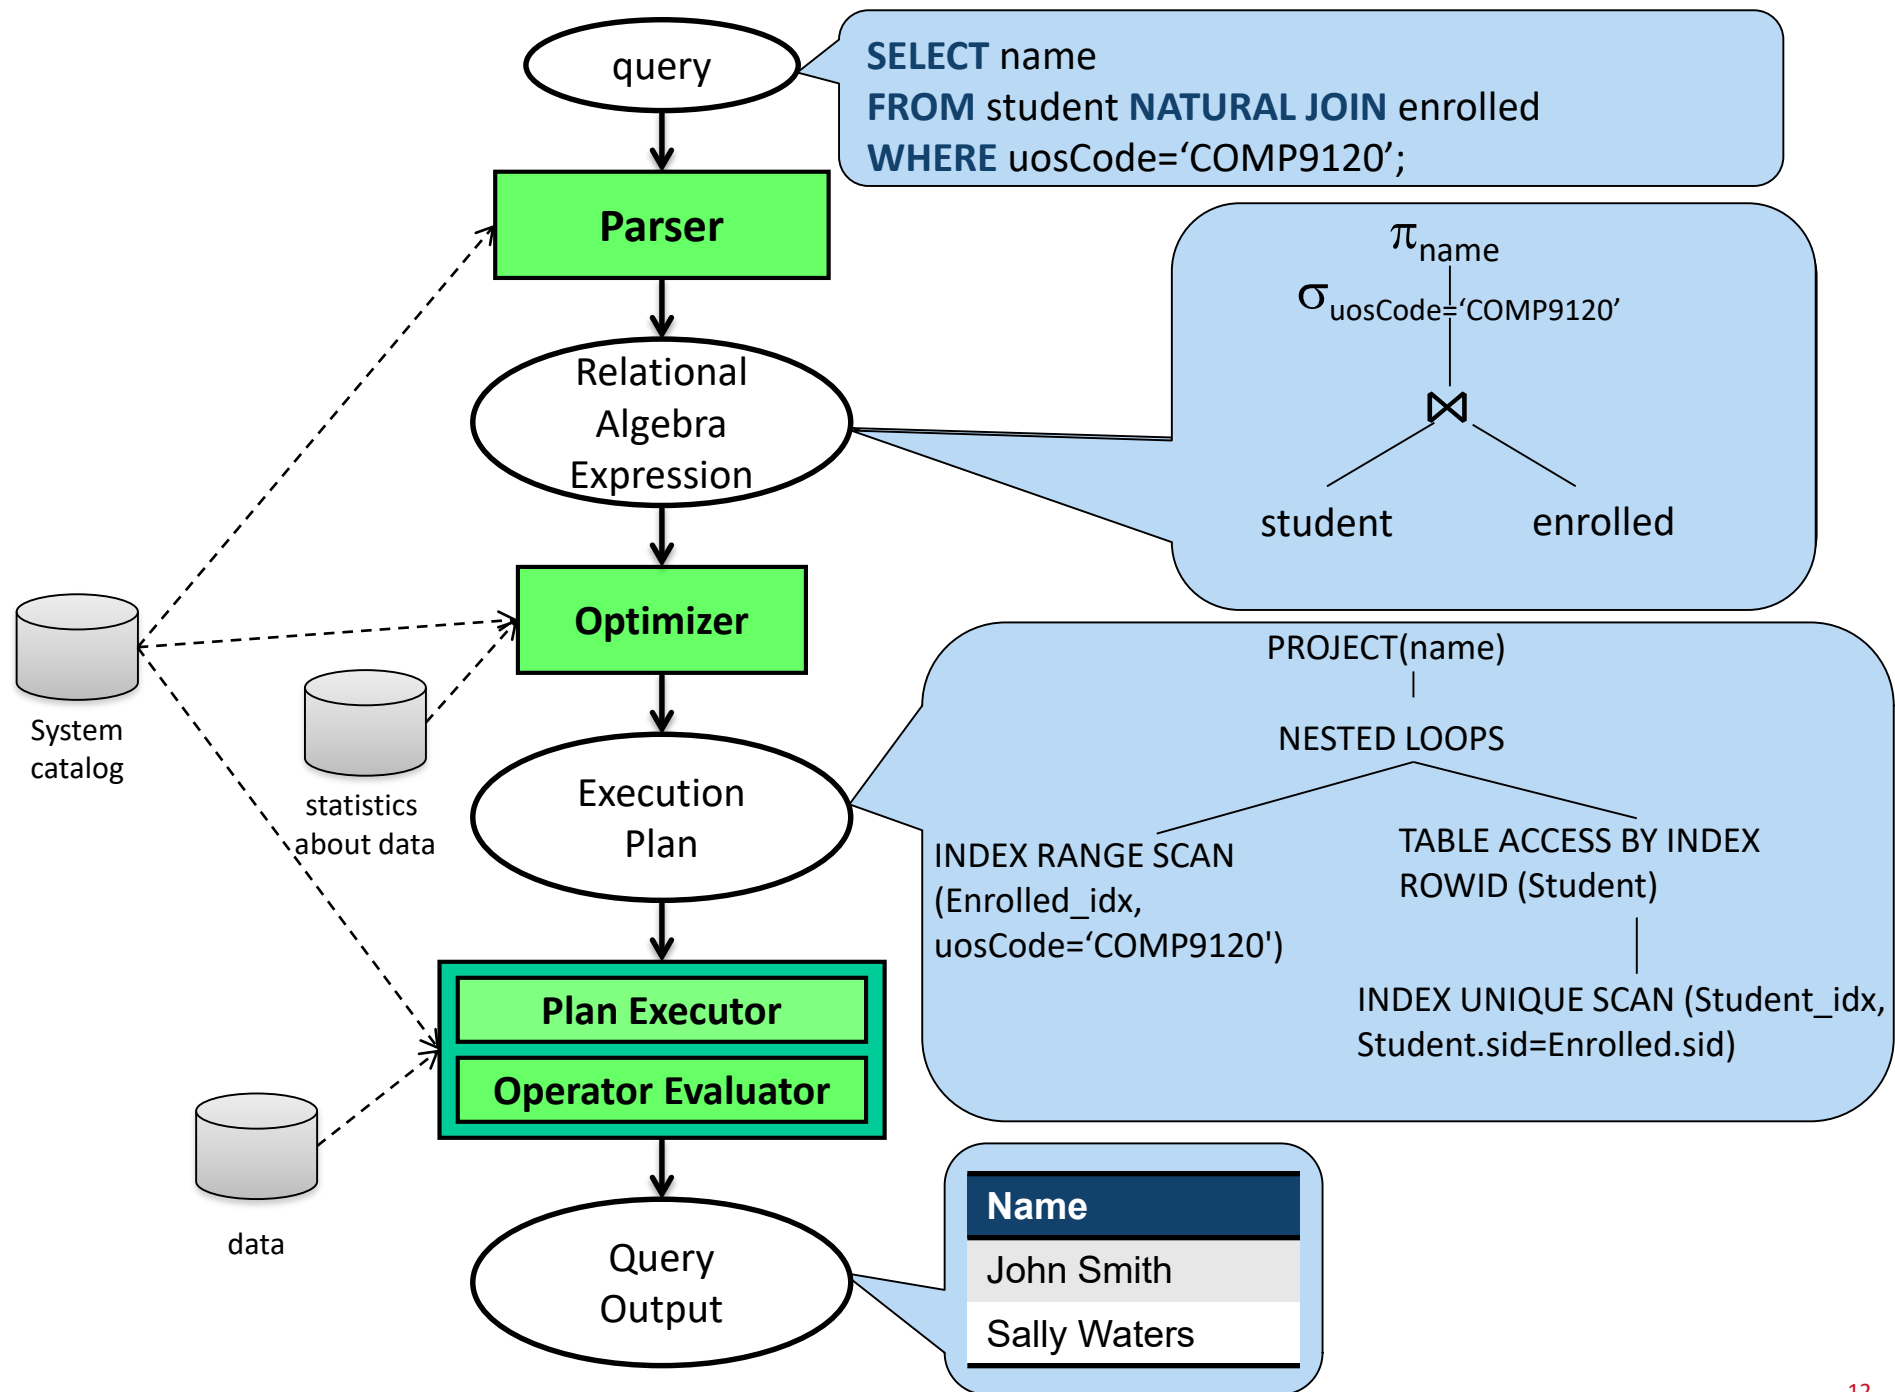 query
SELECT name
FROM student NATURAL JOIN enrolled
WHERE uosCode=‘COMP9120’;
Parser
πname
σuosCode=‘COMP9120’
⋈
student enrolled
Relational
Algebra
Expression
Optimizer
System
catalog
statistics
about data
Execution
Plan
PROJECT(name)
NESTED LOOPS
INDEX RANGE SCAN
(Enrolled_idx,
uosCode=‘COMP9120')
TABLE ACCESS BY INDEX
ROWID (Student)
INDEX UNIQUE SCAN (Student_idx,
Student.sid=Enrolled.sid)
Plan Executor
Operator Evaluator
data
Query
Output
Name
John Smith
Sally Waters
12